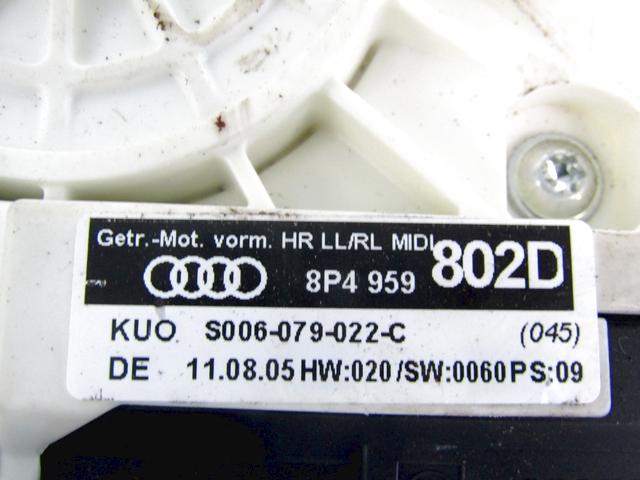 Getr.-Mot. vorm. HR LL/RL MIDI
8P4 959 802D
KUO S006-079-022-C (045)
DE 11.08.05 HW:020/SW:0060 PS:09